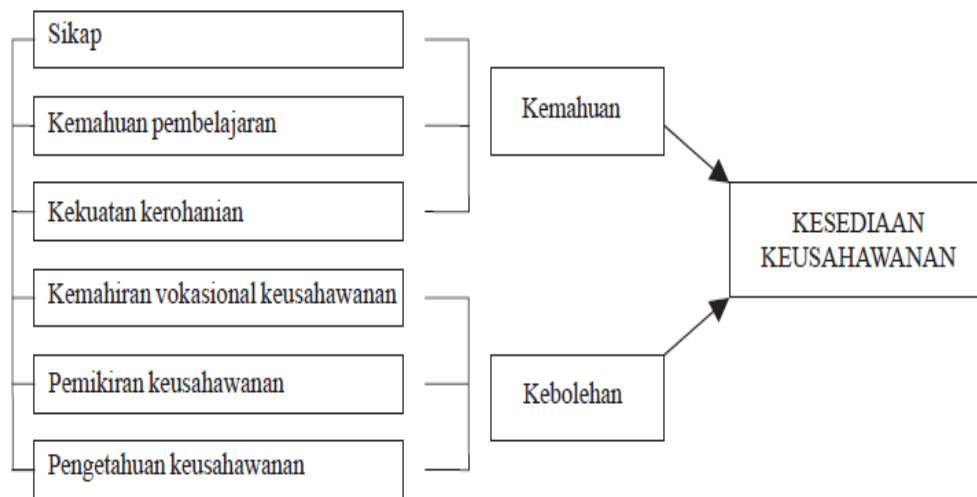 Sikap
Kemahuan pembelajaran
Kekuatan kerohanian
Kemahiran vokasional keusahawanan
Pemikiran keusahawanan
Pengetahuan keusahawanan
Kemahuan
Kebolehan
KESEDIAAN
KEUSAHAWANAN